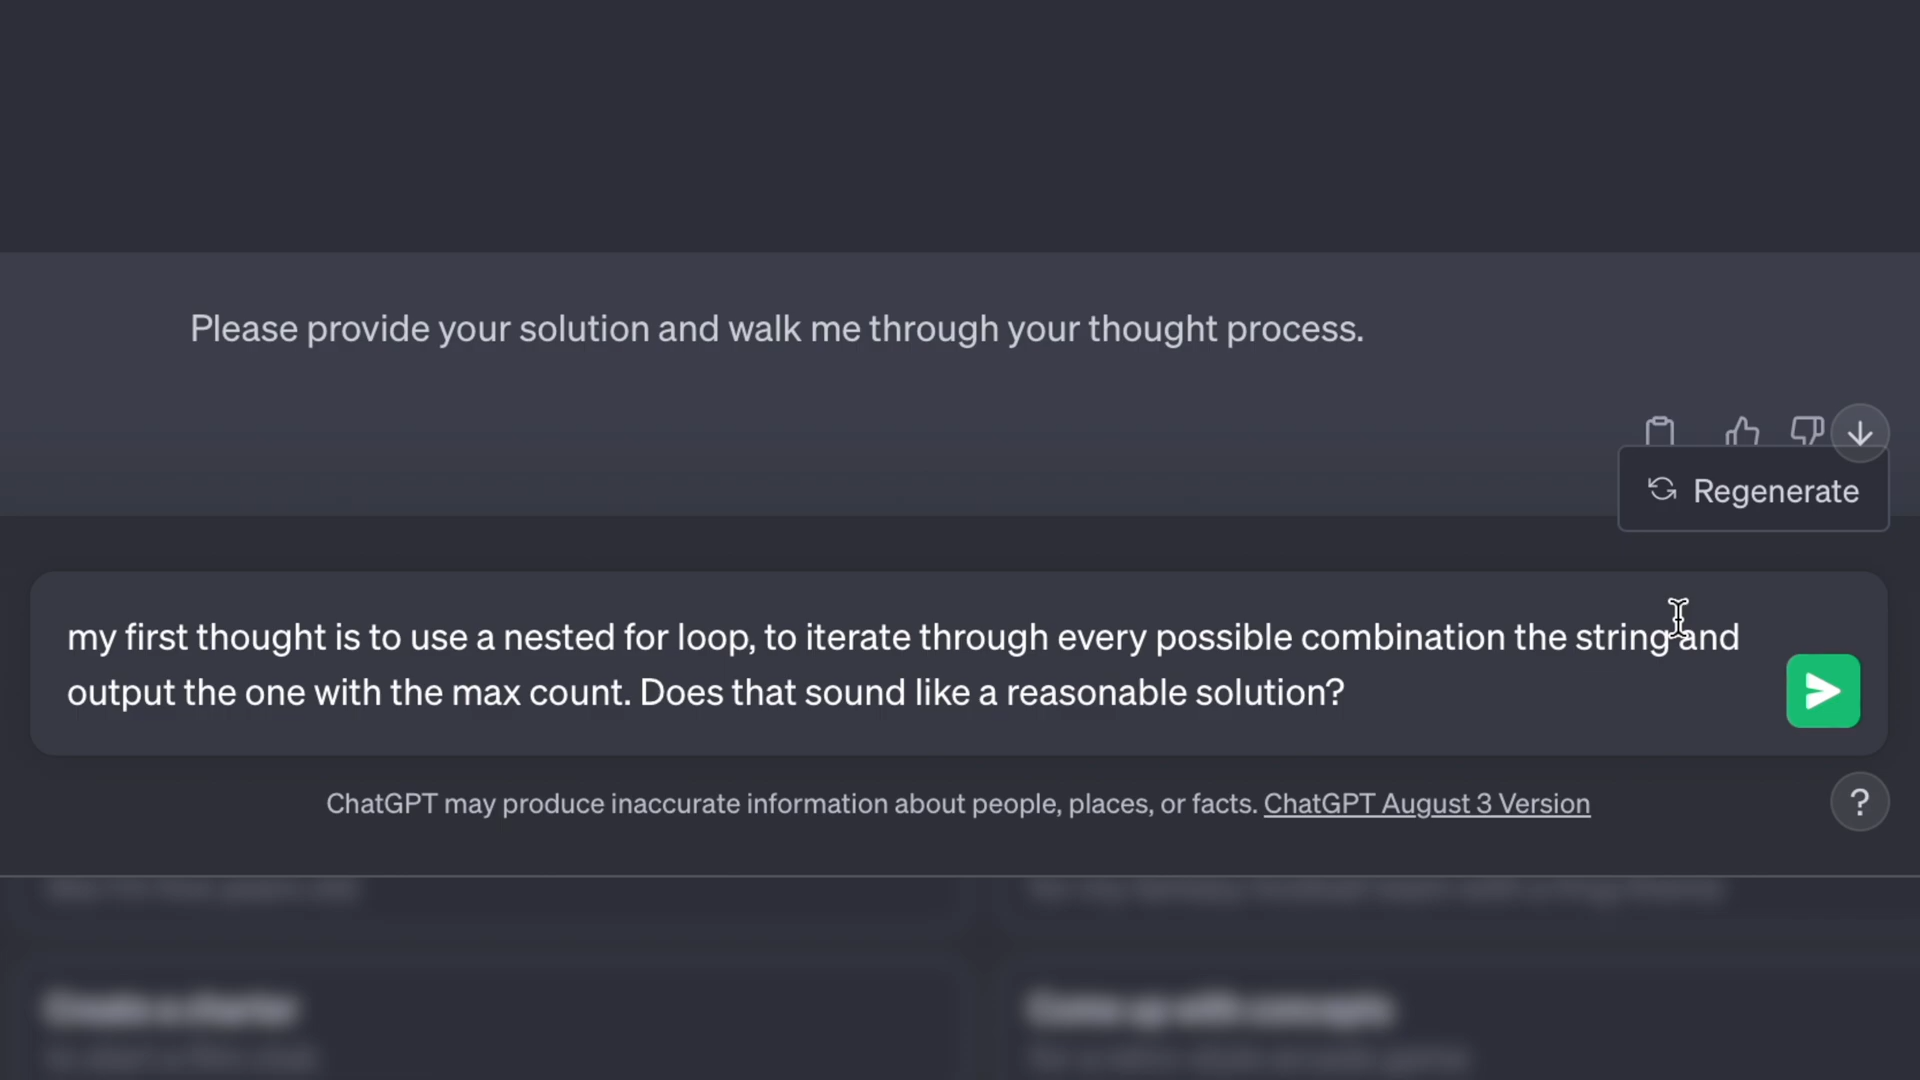 Please provide your solution and walk me through your thought process.
Regenerate
my first thought is to use a nested for loop, to iterate through every possible combination the string and
output the one with the max count. Does that sound like a reasonable solution?
ChatGPT may produce inaccurate information about people, places, or facts. ChatGPT August 3 Version
?